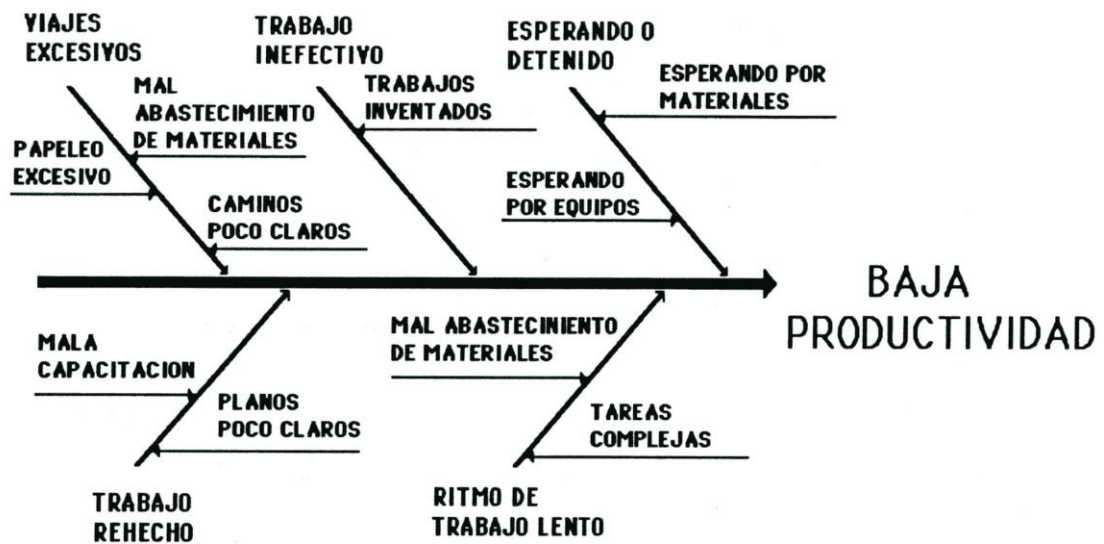 VIAJES
EXCESIVOS
TRABAJO
INEFECTIVO
ESPERANDO O
DETENIDO
MAL
ABASTECIMIENTO
DE MATERIALES
TRABAJOS
INVENTADOS
ESPERANDO POR
MATERIALES
PAPELEO
EXCESIVO
CAMINOS
POCO CLAROS
ESPERANDO
POR EQUIPOS
BAJA
PRODUCTIVIDAD
MALA
CAPACITACION
PLANOS
POCO CLAROS
MAL ABASTECINIENTO
DE MATERIALES
TAREAS
COMPLEJAS
TRABAJO
REHECHO
RITMO DE
TRABAJO LENTO